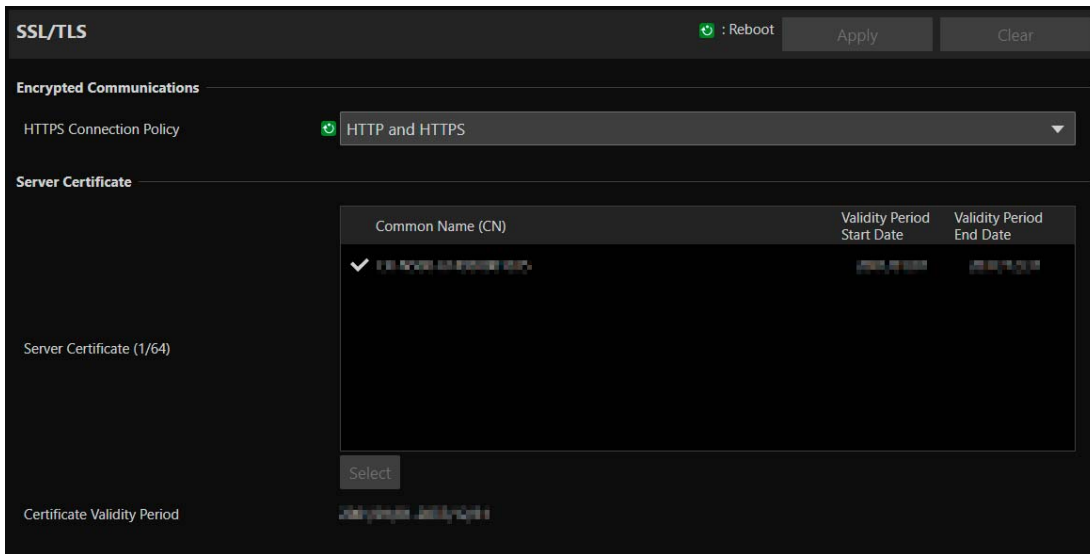 SSL/TLS
: Reboot
Apply
Clear
Encrypted Communications
HTTPS Connection Policy
HTTP and HTTPS
Server Certificate
Common Name (CN)
Validity Period
Start Date
Validity Period
End Date
Server Certificate (1/64)
Select
Certificate Validity Period